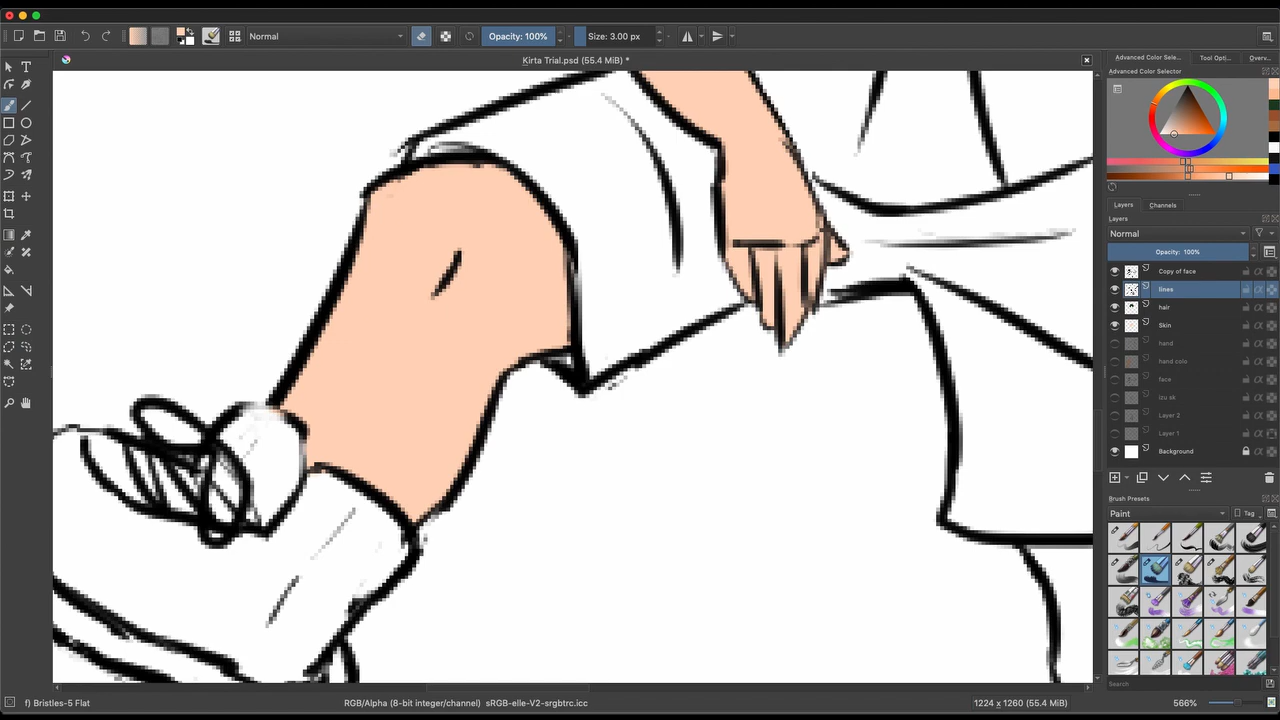 Normal
Opacity: 100%
Size: 3.00 px
Kirta Trial.psd (55.4 MiB) *
Advanced Color Sele...
Tool Opti...
Overv...
Advanced Color Selector
Layers
Channels
Layers
Normal
Opacity: 100%
Copy of face
lines
hair
Skin
hand
hand colo
face
izu sk
Layer 2
Layer 1
Background
Brush Presets
Paint
Tag
Search
f) Bristles-5 Flat
RGB/Alpha (8-bit integer/channel) sRGB-elle-V2-srgbtrc.icc
1224 x 1260 (55.4 MiB)
566%